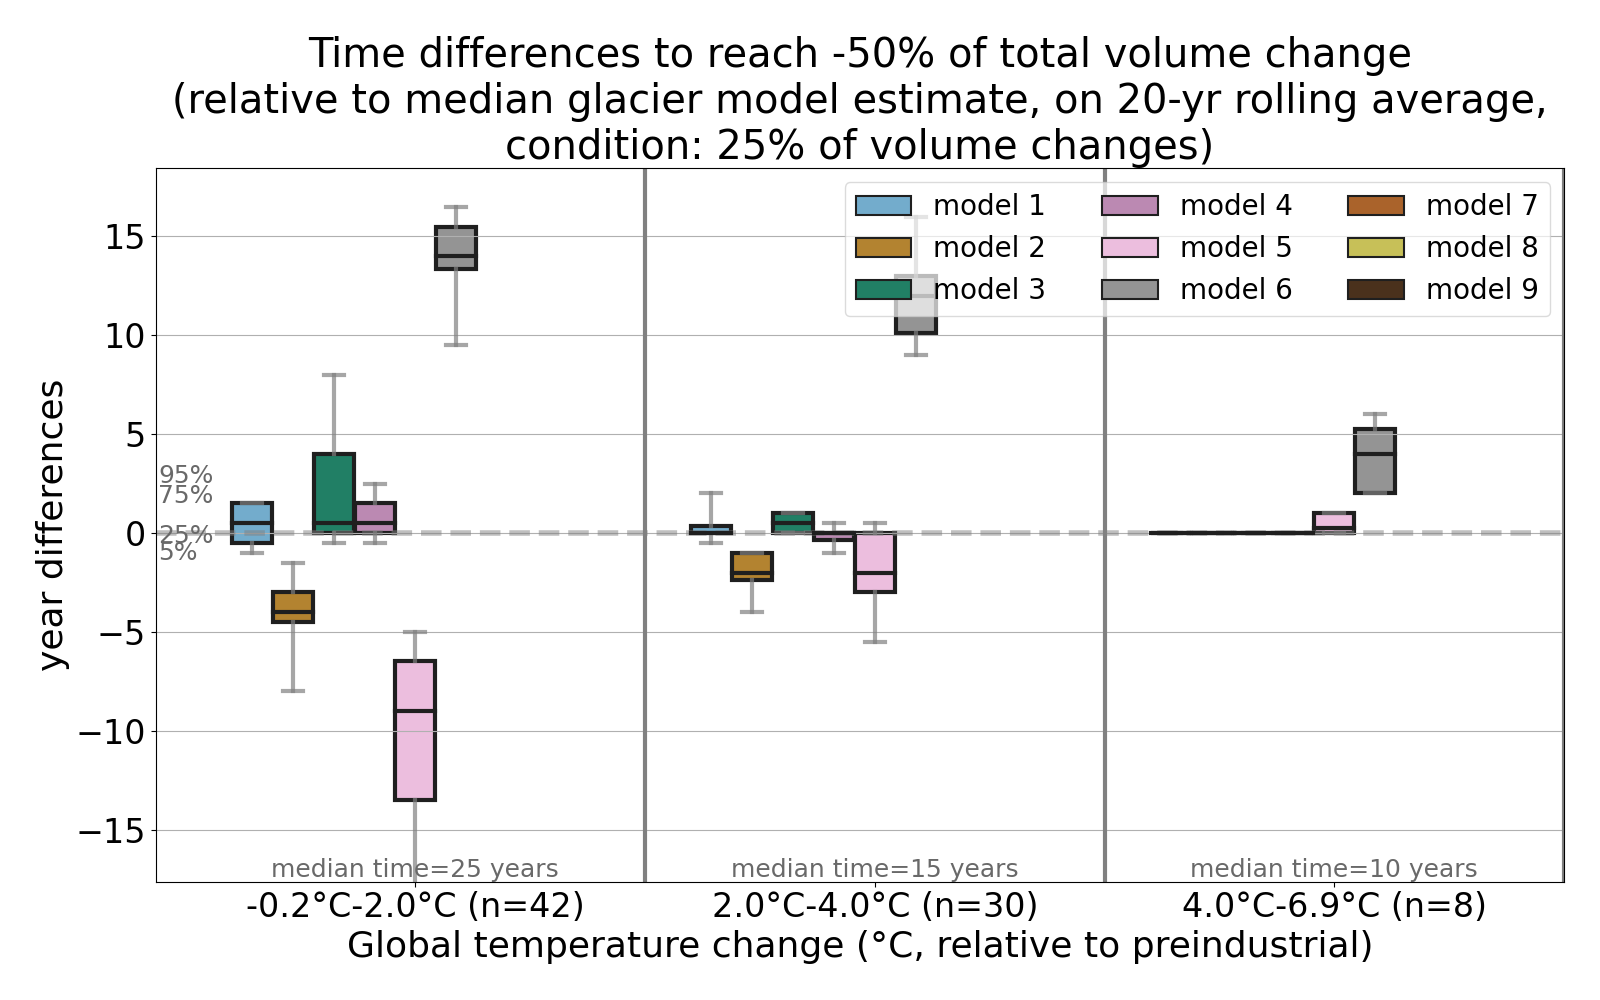 Time differences to reach -50% of total volume change
(relative to median glacier model estimate, on 20-yr rolling average,
condition: 25% of volume changes)
model 1
model 2
model 3
model 4
model 5
model 6
model 7
model 8
model 9
year differences
15
10
5
0
−5
−10
−15
95%
75%
25%
5%
median time=25 years
median time=15 years
median time=10 years
-0.2°C-2.0°C (n=42)
2.0°C-4.0°C (n=30)
4.0°C-6.9°C (n=8)
Global temperature change (°C, relative to preindustrial)